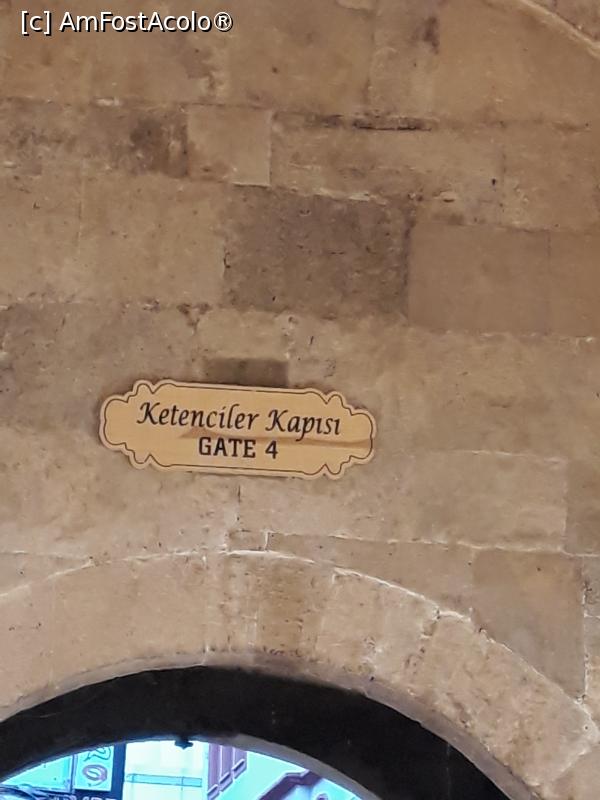 [c] AmFostAcolo®
Ketenciler Kapısı
GATE 4